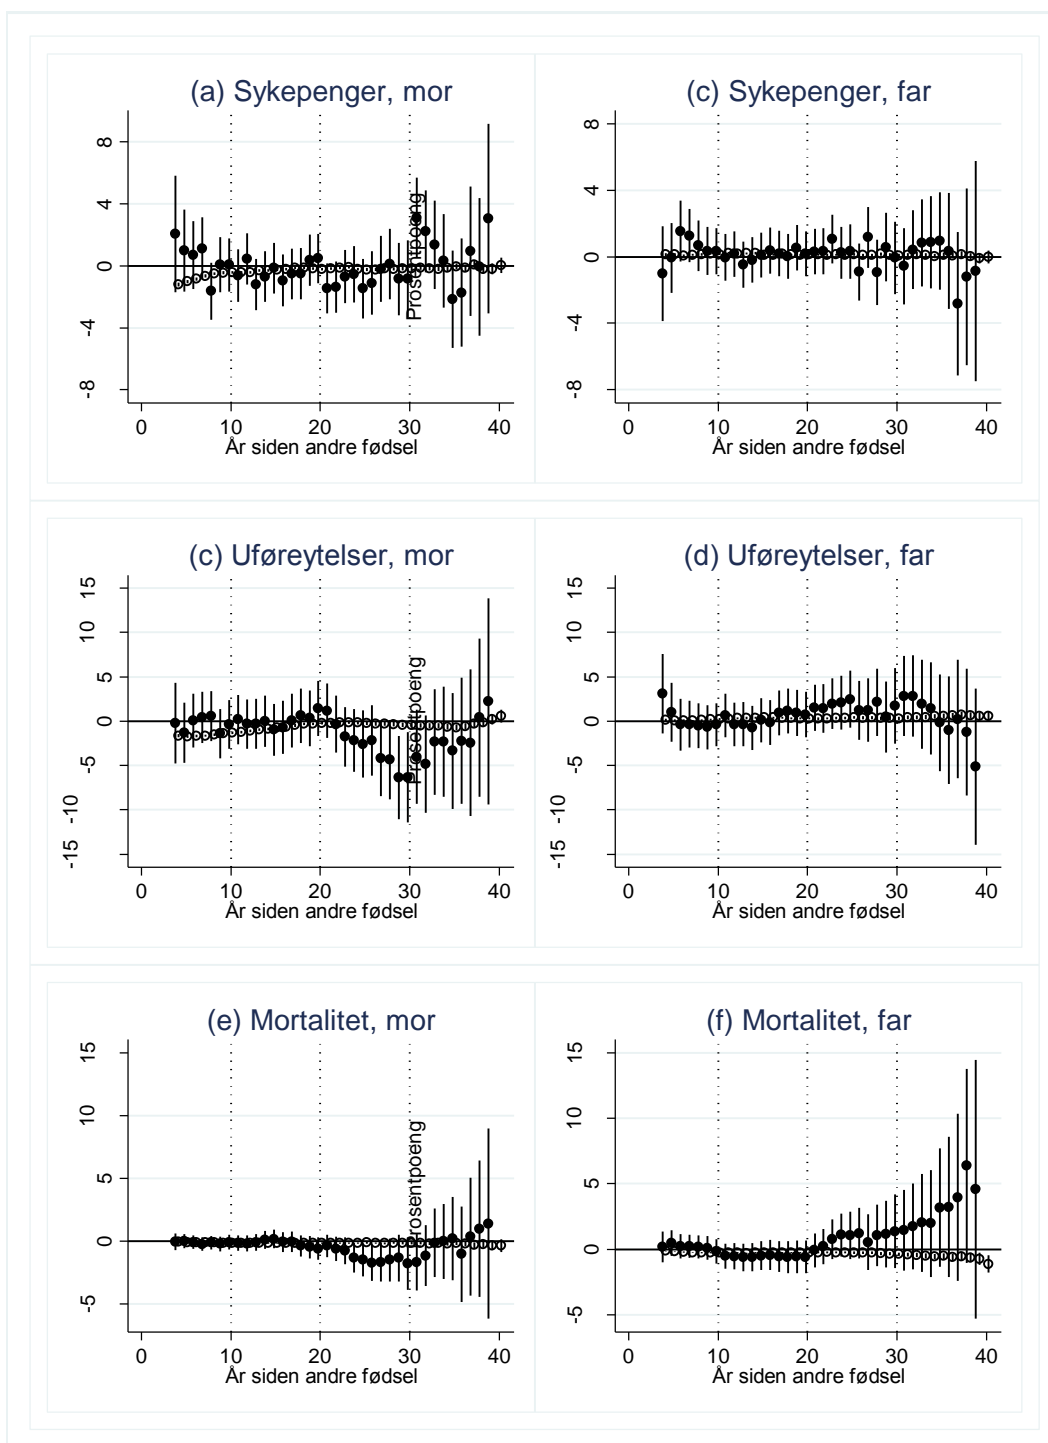 (a) Sykepenger, mor
8
4
0
-4
-8
Prosentpoeng
0 10 20 30 40
År siden andre fødsel
(c) Sykepenger, far
8
4
0
-4
-8
0 10 20 30 40
År siden andre fødsel
(c) Uføreytelser, mor
15
10
5
0
-5
-10
-15
Prosentpoeng
0 10 20 30 40
År siden andre fødsel
(d) Uføreytelser, far
15
10
5
0
-5
-10
-15
0 10 20 30 40
År siden andre fødsel
(e) Mortalitet, mor
15
10
5
0
-5
Prosentpoeng
0 10 20 30 40
År siden andre fødsel
(f) Mortalitet, far
15
10
5
0
-5
0 10 20 30 40
År siden andre fødsel